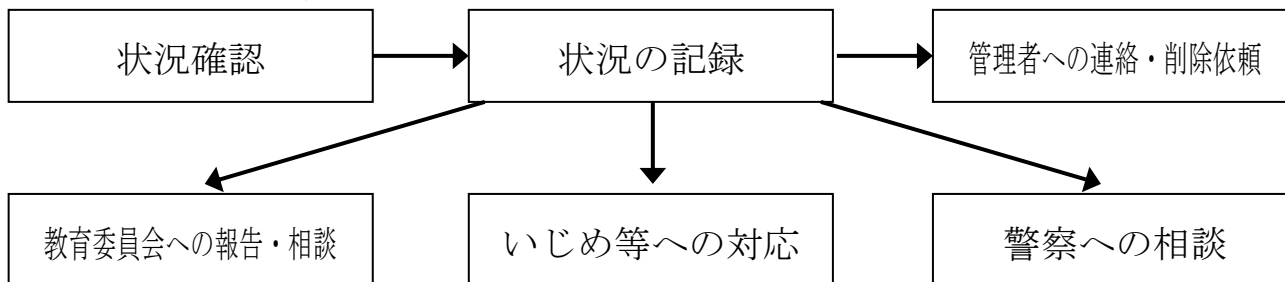 状況確認
状況の記録
管理者への連絡・削除依頼
教育委員会への報告・相談
いじめ等への対応
警察への相談